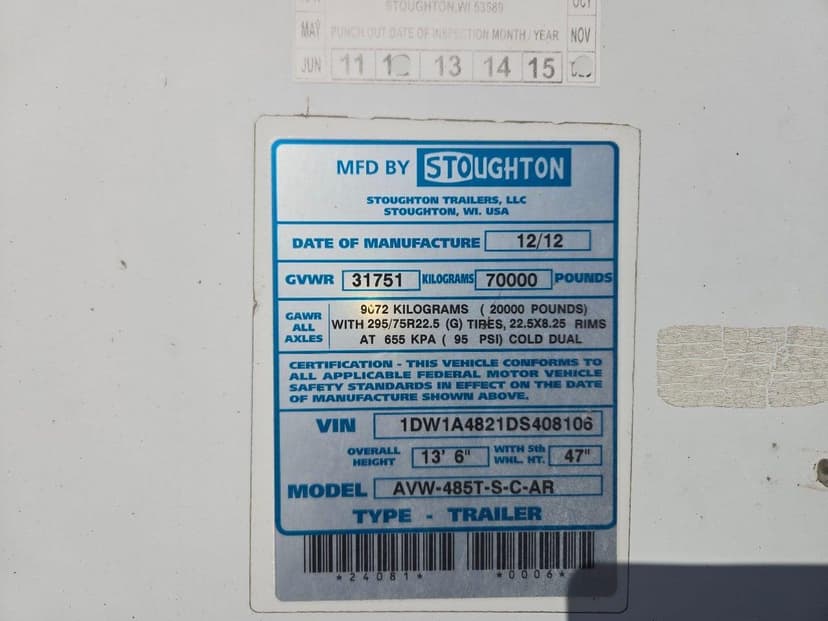 STOUGHTON, WI 53589
OCT
MAY PUNCH OUT DATE OF INSPECTION MONTH / YEAR NOV
JUN 11 12 13 14 15
MFD BY STOUGHTON
STOUGHTON TRAILERS, LLC
STOUGHTON, WI. USA
DATE OF MANUFACTURE 12/12
GVWR 31751 KILOGRAMS 70000 POUNDS
GAWR ALL AXLES
9072 KILOGRAMS ( 20000 POUNDS)
WITH 295/75R22.5 (G) TIRES, 22.5X8.25 RIMS
AT 655 KPA ( 95 PSI) COLD DUAL
CERTIFICATION - THIS VEHICLE CONFORMS TO
ALL APPLICABLE FEDERAL MOTOR VEHICLE
SAFETY STANDARDS IN EFFECT ON THE DATE
OF MANUFACTURE SHOWN ABOVE.
VIN 1DW1A4821DS408106
OVERALL HEIGHT 13' 6" WITH 5th WHL. HT. 47"
MODEL AVW-485T-S-C-AR
TYPE - TRAILER
*24081* *0006*